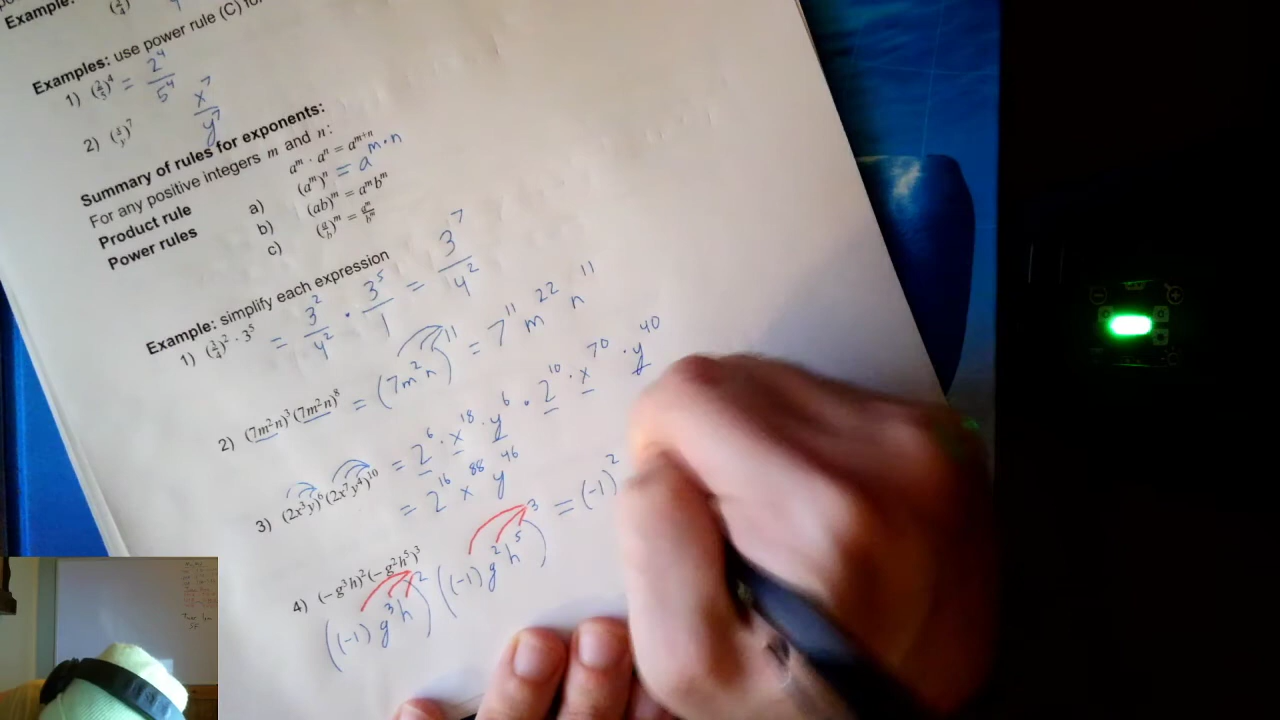 Example:
Examples: use power rule (C) for
1) (2/5)^4 = 2^4/5^4
2) (x/y)^7 x^7/y^7
Summary of rules for exponents:
For any positive integers m and n:
Product rule a^m · a^n = a^{m+n}
Power rules a) (a^m)^n = a^{m·n}
b) (ab)^m = a^m b^m
c) (a/b)^m = a^m/b^m
Example: simplify each expression
1) (3/4)^2 · 3^5 = 3^2/4^2 · 3^5/1 = 3^7/4^2
2) (7m^2n)^3(7m^2n)^8 = (7m^2n)^11 = 7^11 m^22 n^11
3) (2x^3y)^6(2x^7y^4)^10 = 2^6 · x^18 · y^6 · 2^10 · x^70 · y^40
= 2^16 x^88 y^46
4) (-g^3h)^2(-g^2h^5)^3
((-1) g^3 h)^2 ((-1) g^2 h^5)^3 = (-1)^2